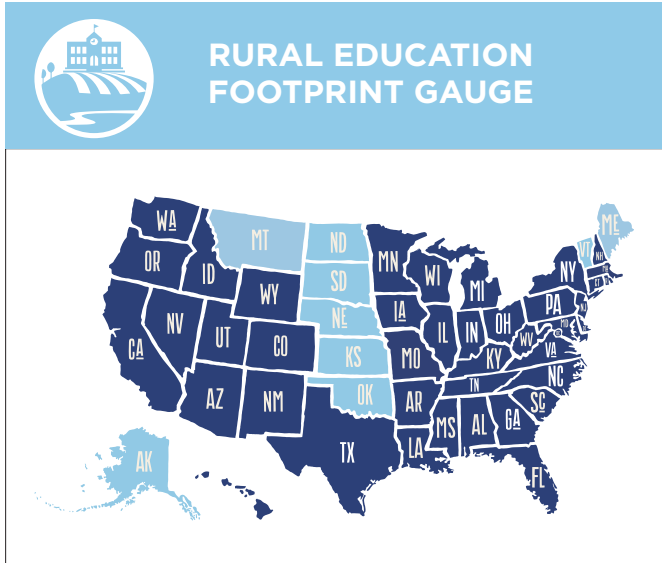 RURAL EDUCATION
FOOTPRINT GAUGE
WA
MT
ND
ME
VT
NH
OR
ID
SD
MN
WI
MI
NY
WY
NE
IA
PA
NV
UT
CO
IL
IN
OH
WV
MD
VA
CA
KS
MO
KY
NC
AZ
NM
OK
AR
TN
SC
MS
AL
GA
TX
LA
FL
AK